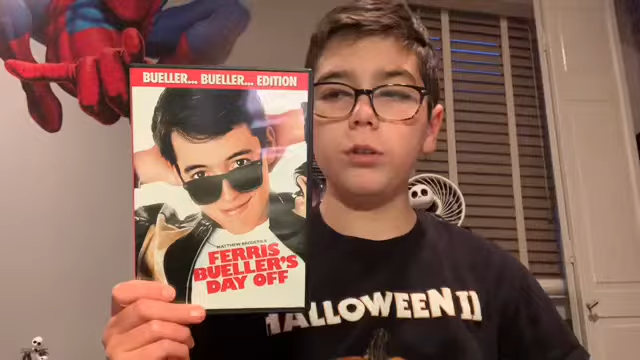 BUELLER... BUELLER... EDITION
MATTHEW BRODERICK
FERRIS
BUELLER'S
DAY OFF
HALLOWEEN II